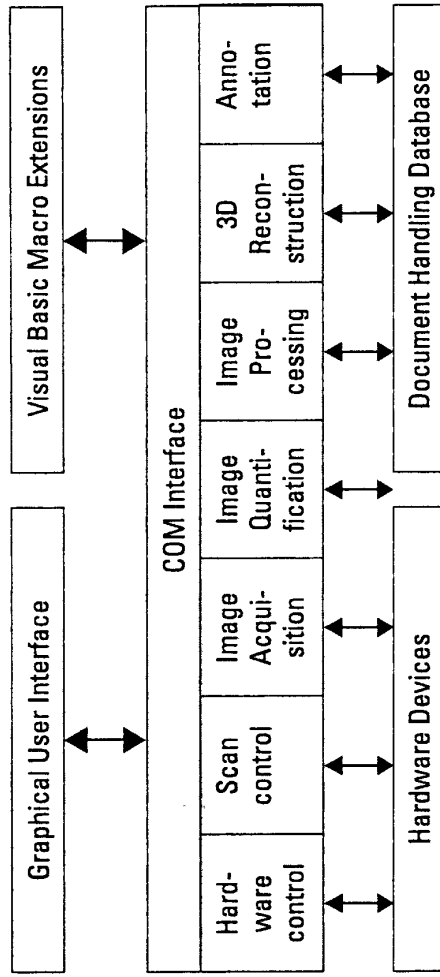 Graphical User Interface
Visual Basic Macro Extensions
COM Interface
Hard-
ware
control
Scan
control
Image
Acqui-
sition
Image
Quanti-
fication
Image
Pro-
cessing
3D
Recon-
struction
Anno-
tation
Hardware Devices
Document Handling Database